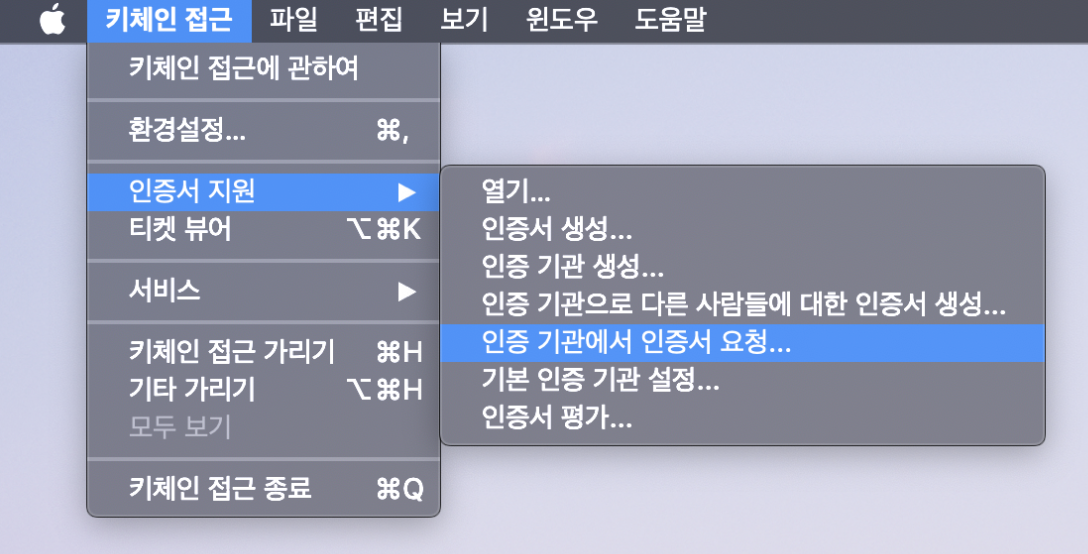 키체인 접근 파일 편집 보기 윈도우 도움말
키체인 접근에 관하여
환경설정... ⌘,
인증서 지원 ▶
티켓 뷰어 ⌥⌘K
서비스 ▶
키체인 접근 가리기 ⌘H
기타 가리기 ⌥⌘H
모두 보기
키체인 접근 종료 ⌘Q
열기...
인증서 생성...
인증 기관 생성...
인증 기관으로 다른 사람들에 대한 인증서 생성...
인증 기관에서 인증서 요청...
기본 인증 기관 설정...
인증서 평가...